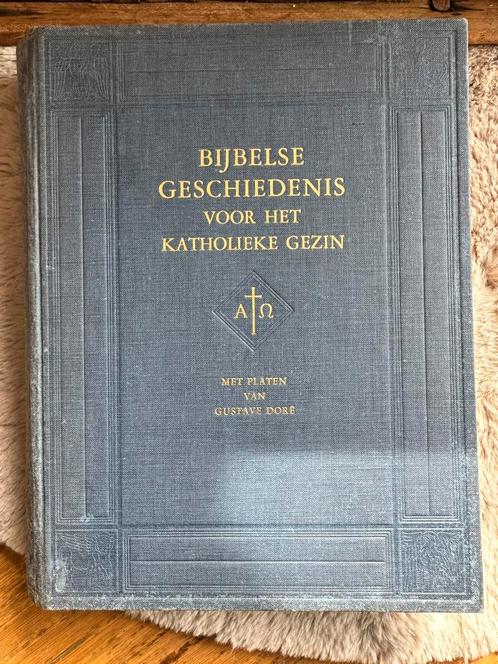 BIJBELSE
GESCHIEDENIS
VOOR HET
KATHOLIEKE GEZIN
Α Ω
MET PLATEN
VAN
GUSTAVE DORÉ